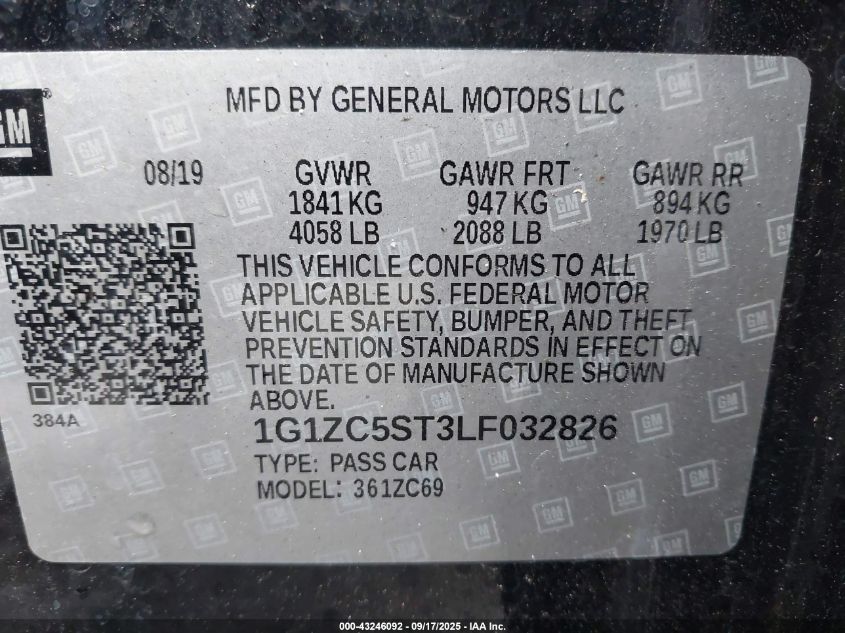 MFD BY GENERAL MOTORS LLC
GM
08/19 GVWR GAWR FRT GAWR RR
1841 KG 947 KG 894 KG
4058 LB 2088 LB 1970 LB
THIS VEHICLE CONFORMS TO ALL
APPLICABLE U.S. FEDERAL MOTOR
VEHICLE SAFETY, BUMPER, AND THEFT
PREVENTION STANDARDS IN EFFECT ON
THE DATE OF MANUFACTURE SHOWN
ABOVE.
384A
1G1ZC5ST3LF032826
TYPE: PASS CAR
MODEL: 361ZC69
000-43246092 - 09/17/2025 - IAA Inc.